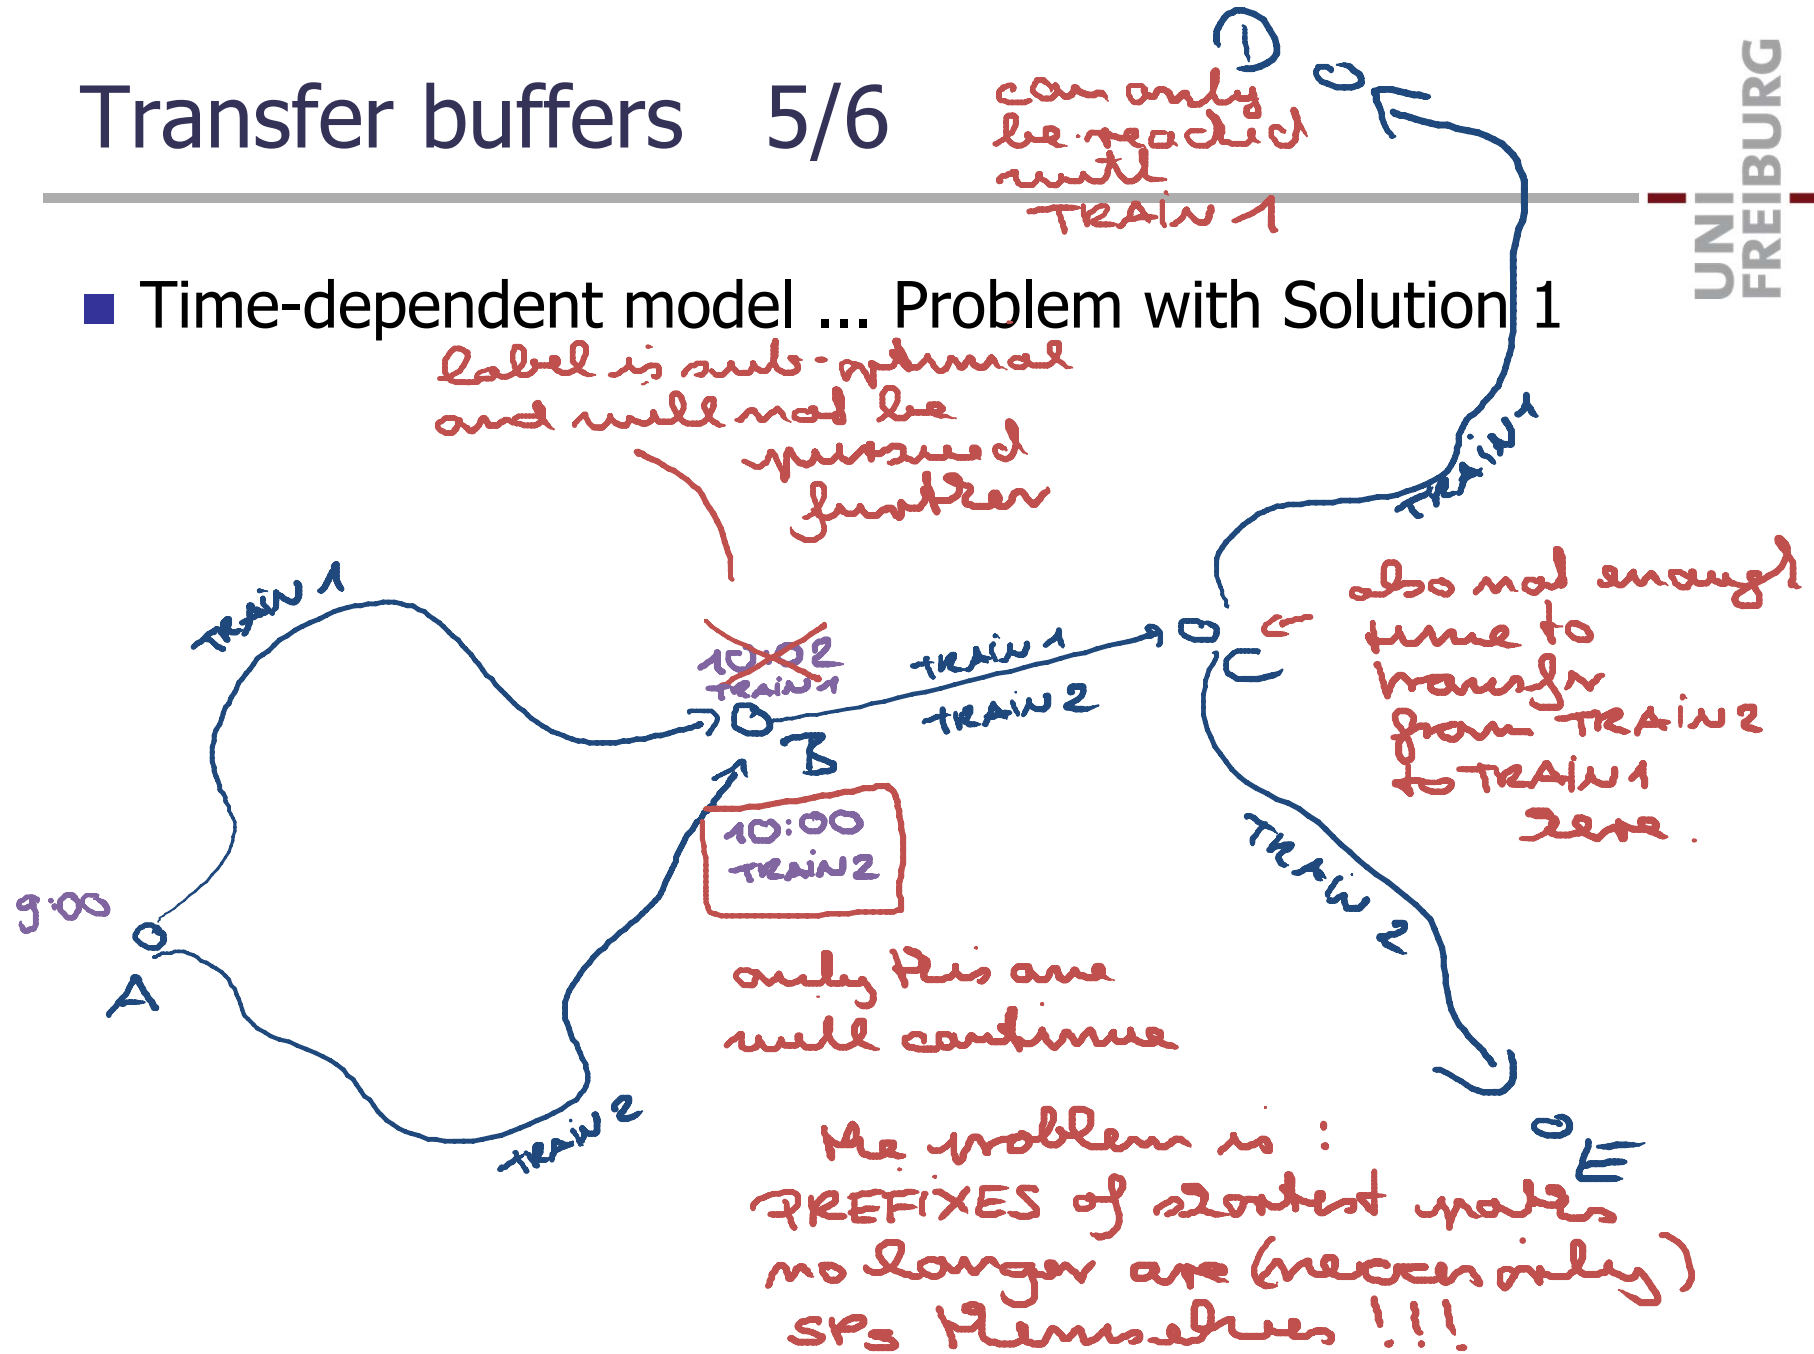 Transfer buffers 5/6
D
can only
be reached
with
TRAIN 1
UNI
FREIBURG
Time-dependent model ... Problem with Solution 1
label is sub-optimal
and will not be
pursued
further
TRAIN 1
TRAIN 1
10:02
TRAIN 1
TRAIN 1
TRAIN 2
B
C
also not enough
time to
transfr
from TRAIN 2
to TRAIN 1
here.
10:00
TRAIN 2
TRAIN 2
9:00
A
only this one
will continue
TRAIN 2
E
the problem is :
PREFIXES of shortest paths
no longer are (neccessarily)
SPs themselves !!!